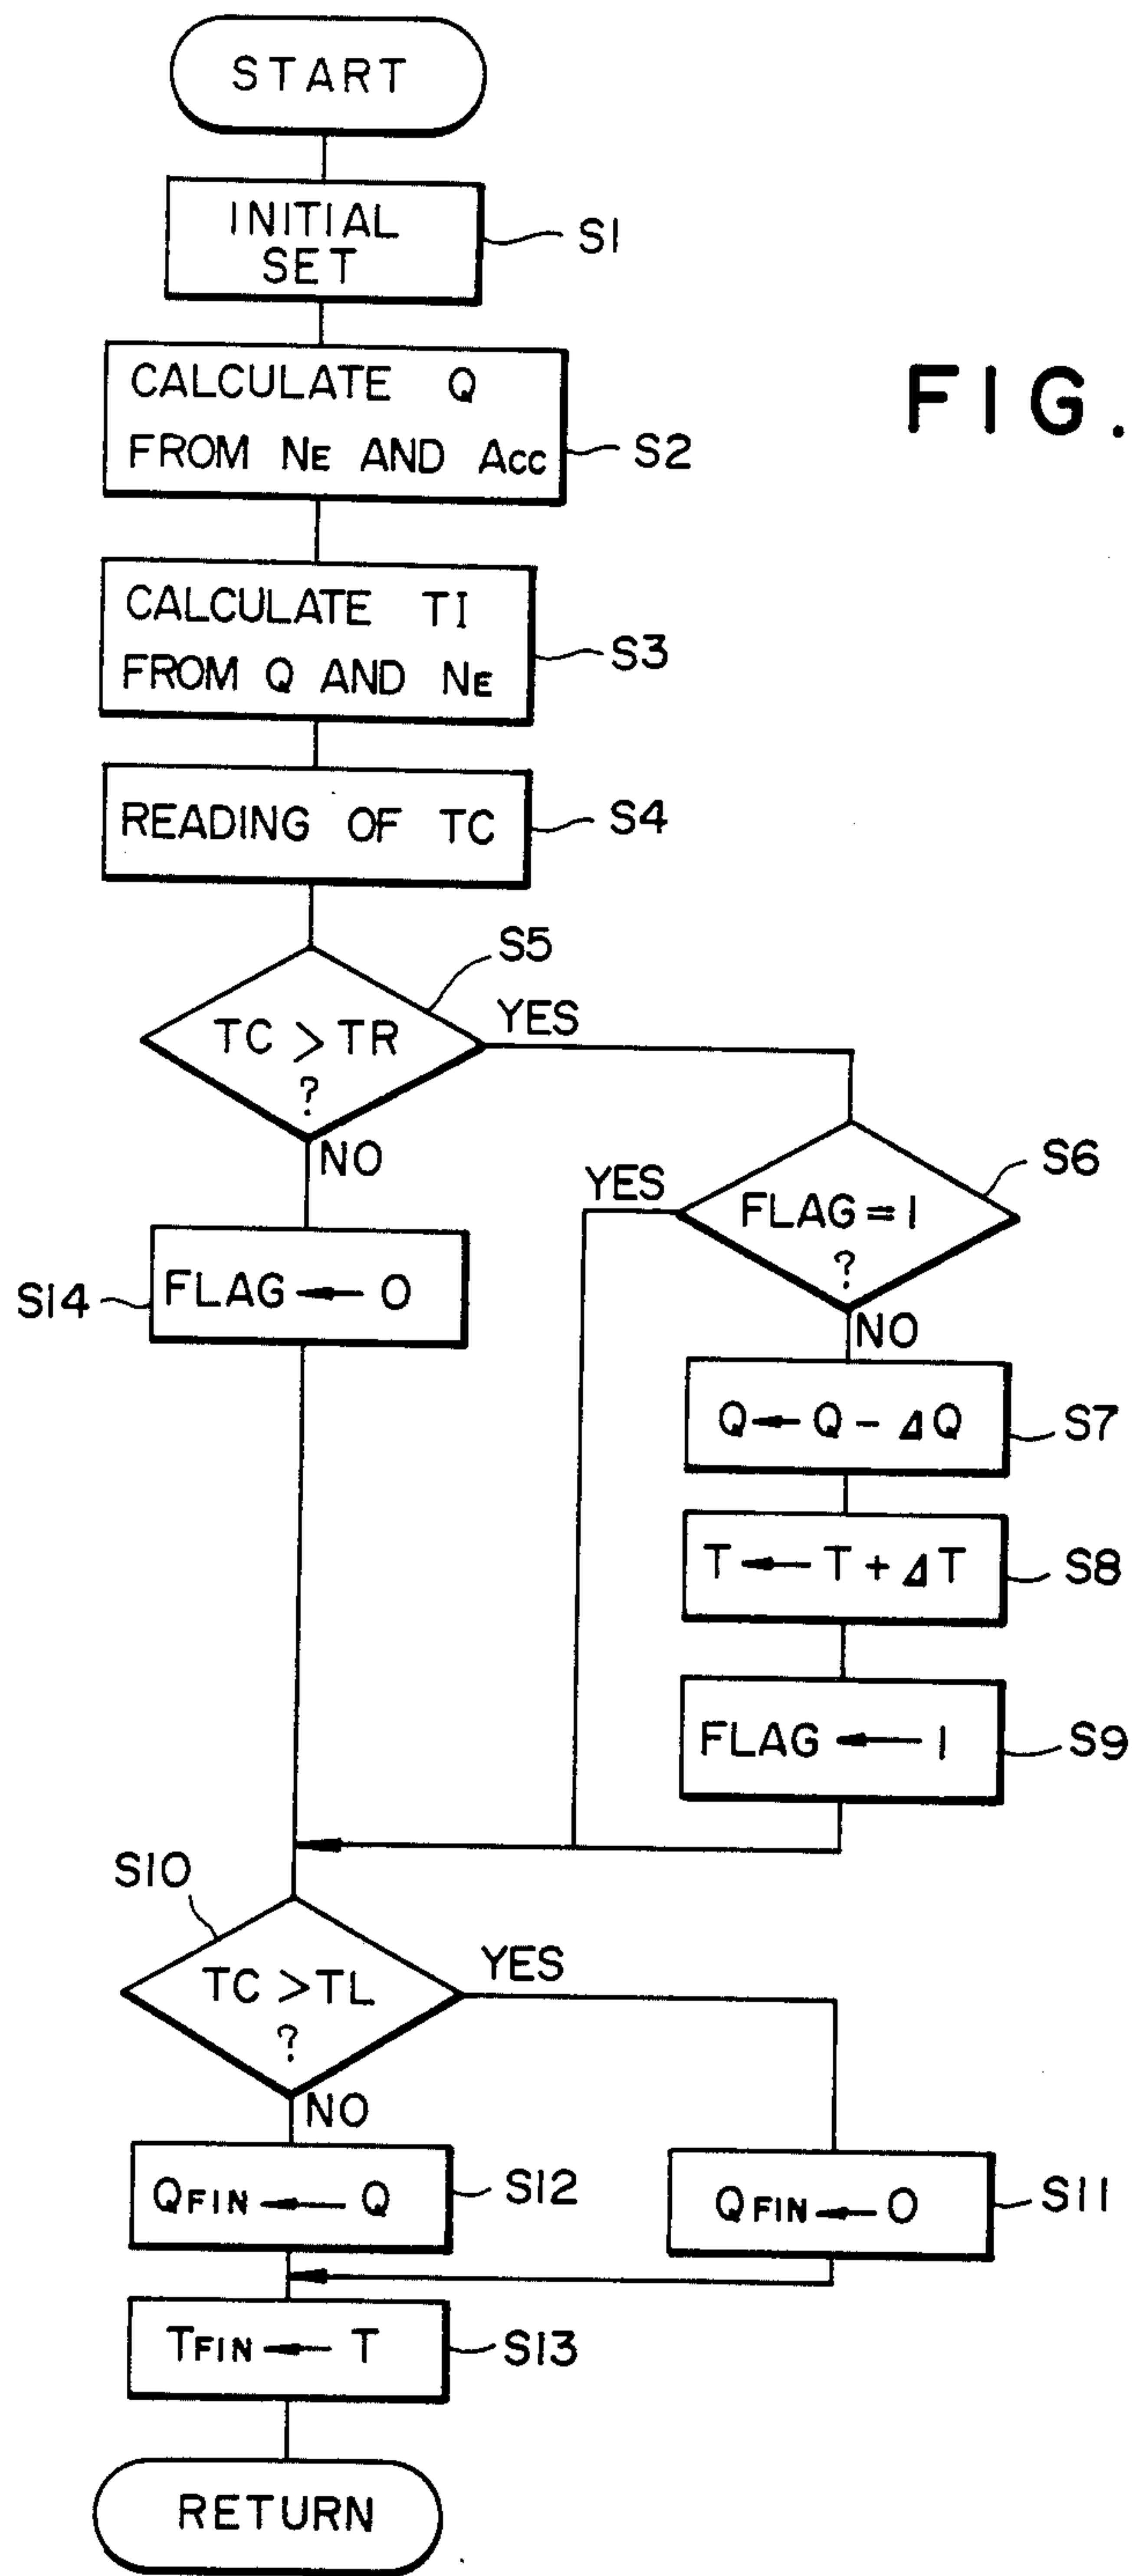 START
INITIAL
SET
S1
CALCULATE Q
FROM NE AND ACC
S2
FIG.
CALCULATE TI
FROM Q AND NE
S3
READING OF TC
S4
TC > TR
?
S5
YES
NO
FLAG = 1
?
S6
YES
NO
FLAG ← 0
S14
Q ← Q - ΔQ
S7
T ← T + ΔT
S8
FLAG ← 1
S9
S10
TC > TL
?
YES
NO
QFIN ← Q
S12
QFIN ← 0
S11
TFIN ← T
S13
RETURN